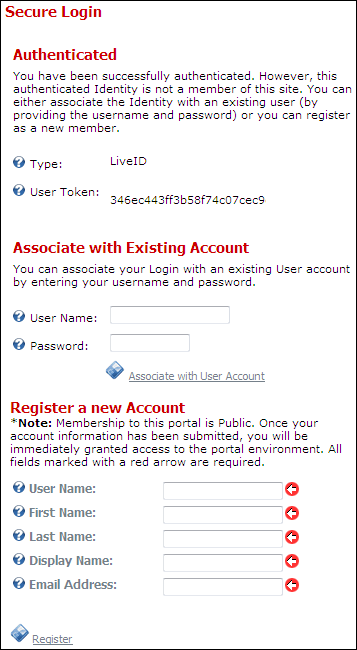 Secure Login
Authenticated
You have been successfully authenticated. However, this
authenticated Identity is not a member of this site. You can
either associate the Identity with an existing user (by
providing the username and password) or you can register
as a new member.
Type: LiveID
User Token: 346ec443ff3b58f74c07cec9
Associate with Existing Account
You can associate your Login with an existing User account
by entering your username and password.
User Name:
Password:
Associate with User Account
Register a new Account
*Note: Membership to this portal is Public. Once your
account information has been submitted, you will be
immediately granted access to the portal environment. All
fields marked with a red arrow are required.
User Name:
First Name:
Last Name:
Display Name:
Email Address:
Register